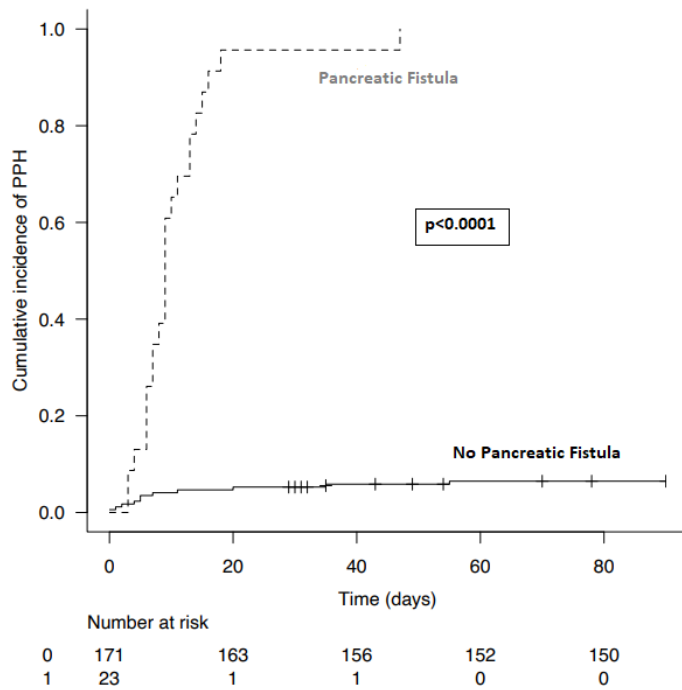 1.0
Pancreatic Fistula
0.8
0.6
p<0.0001
Cumulative incidence of PPH
0.4
0.2
No Pancreatic Fistula
0.0
0 20 40 60 80
Time (days)
Number at risk
0 171 163 156 152 150
1 23 1 1 0 0